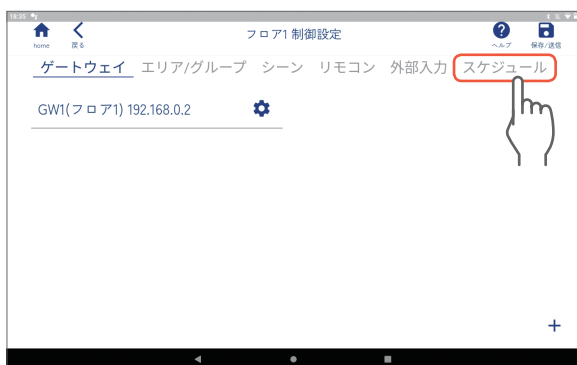 18:35
フロア1 制御設定
home 戻る ヘルプ 保存/送信
ゲートウェイ エリア/グループ シーン リモコン 外部入力 スケジュール
GW1(フロア1) 192.168.0.2